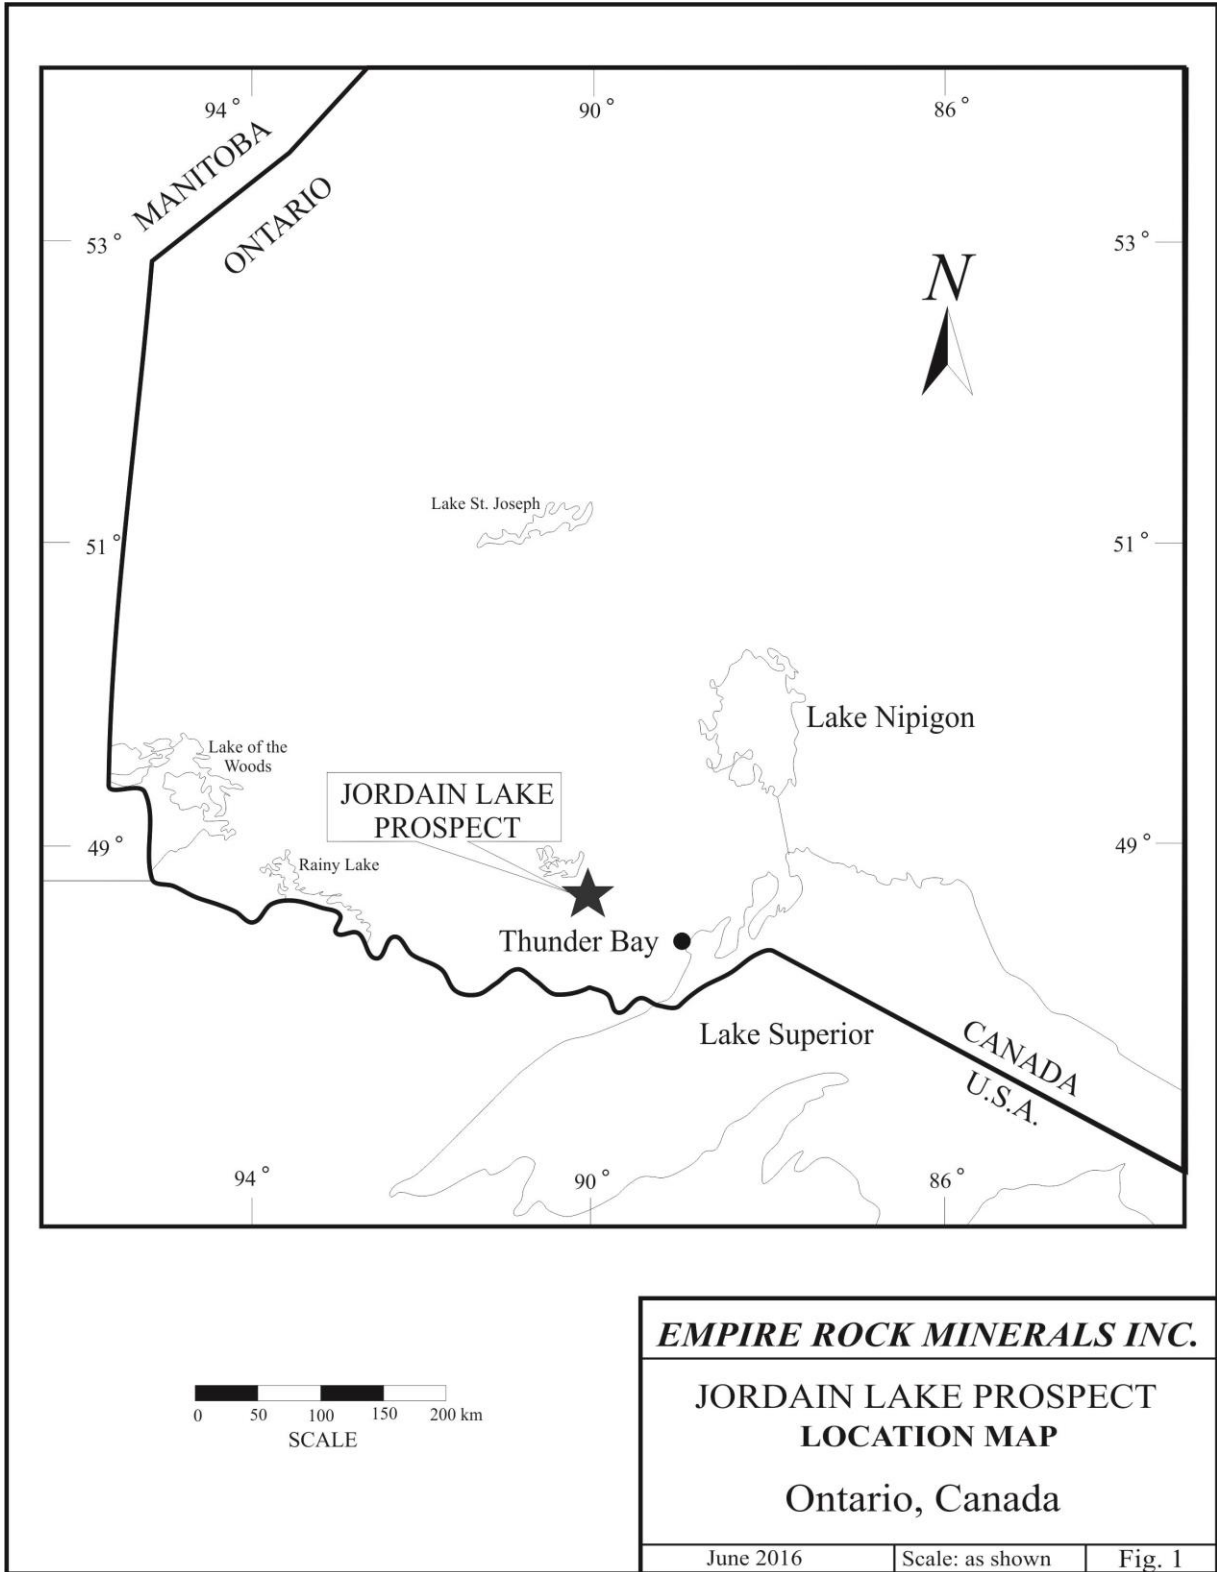 94° 90° 86°
MANITOBA
ONTARIO
53° 53°
N
Lake St. Joseph
51° 51°
Lake Nipigon
Lake of the
Woods
JORDAIN LAKE
PROSPECT
49° 49°
Rainy Lake
Thunder Bay
Lake Superior
CANADA
U.S.A.
94° 90° 86°
0 50 100 150 200 km
SCALE
EMPIRE ROCK MINERALS INC.
JORDAIN LAKE PROSPECT
LOCATION MAP
Ontario, Canada
June 2016 Scale: as shown Fig. 1